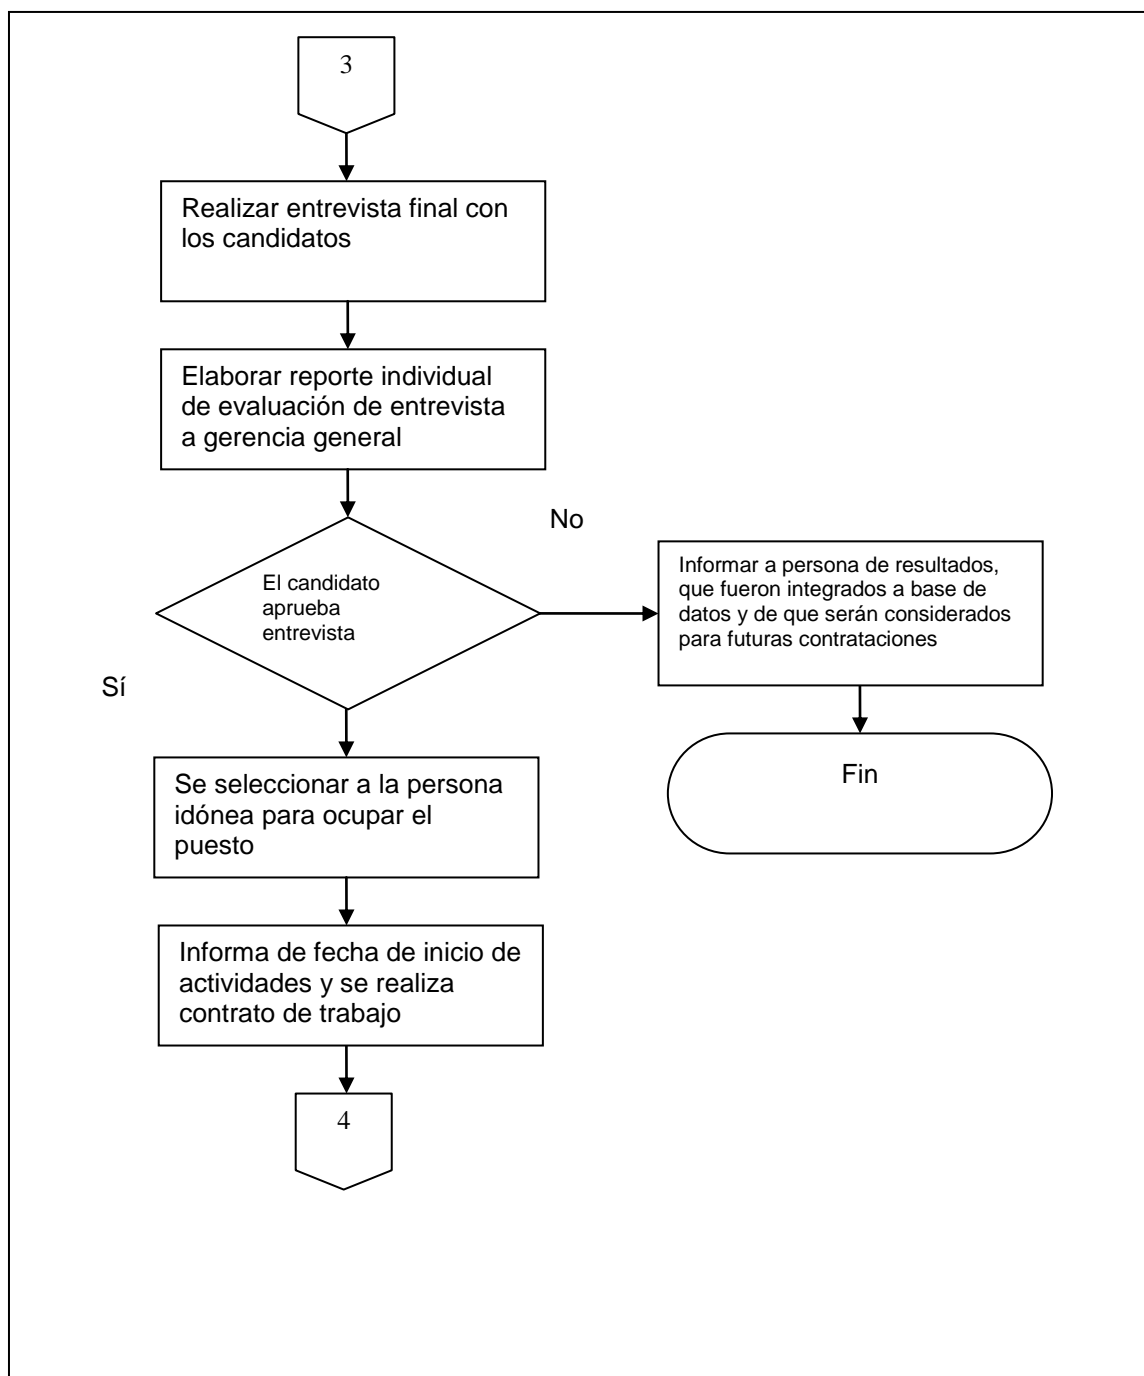 3
Realizar entrevista final con
los candidatos
Elaborar reporte individual
de evaluación de entrevista
a gerencia general
No
El candidato
aprueba
entrevista
Informar a persona de resultados,
que fueron integrados a base de
datos y de que serán considerados
para futuras contrataciones
Sí
Fin
Se seleccionar a la persona
idónea para ocupar el
puesto
Informa de fecha de inicio de
actividades y se realiza
contrato de trabajo
4